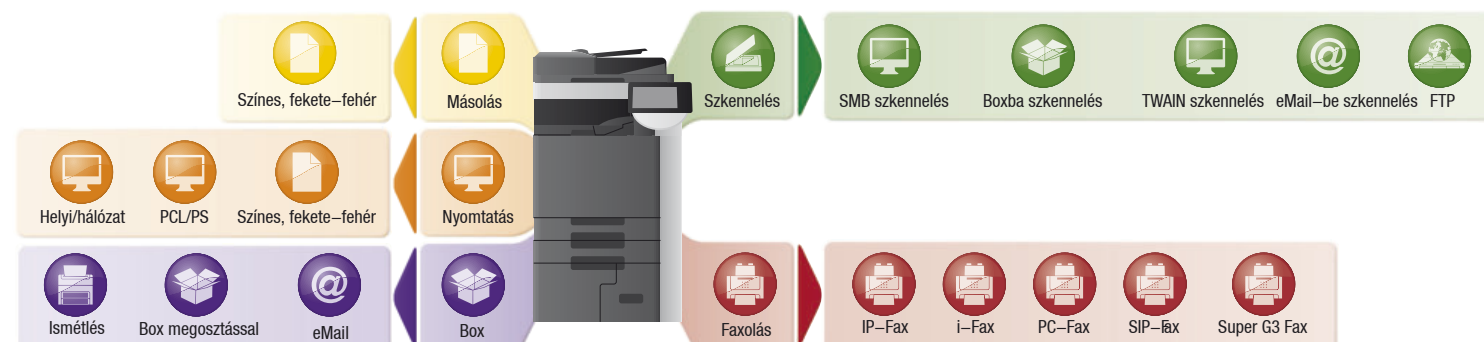 Színes, fekete–fehér
Másolás
Szkennelés
SMB szkennelés
Boxba szkennelés
TWAIN szkennelés
eMail–be szkennelés
FTP
Helyi/hálózat
PCL/PS
Színes, fekete–fehér
Nyomtatás
Ismétlés
Box megosztással
eMail
Box
Faxolás
IP–Fax
i–Fax
PC–Fax
SIP–Fax
Super G3 Fax